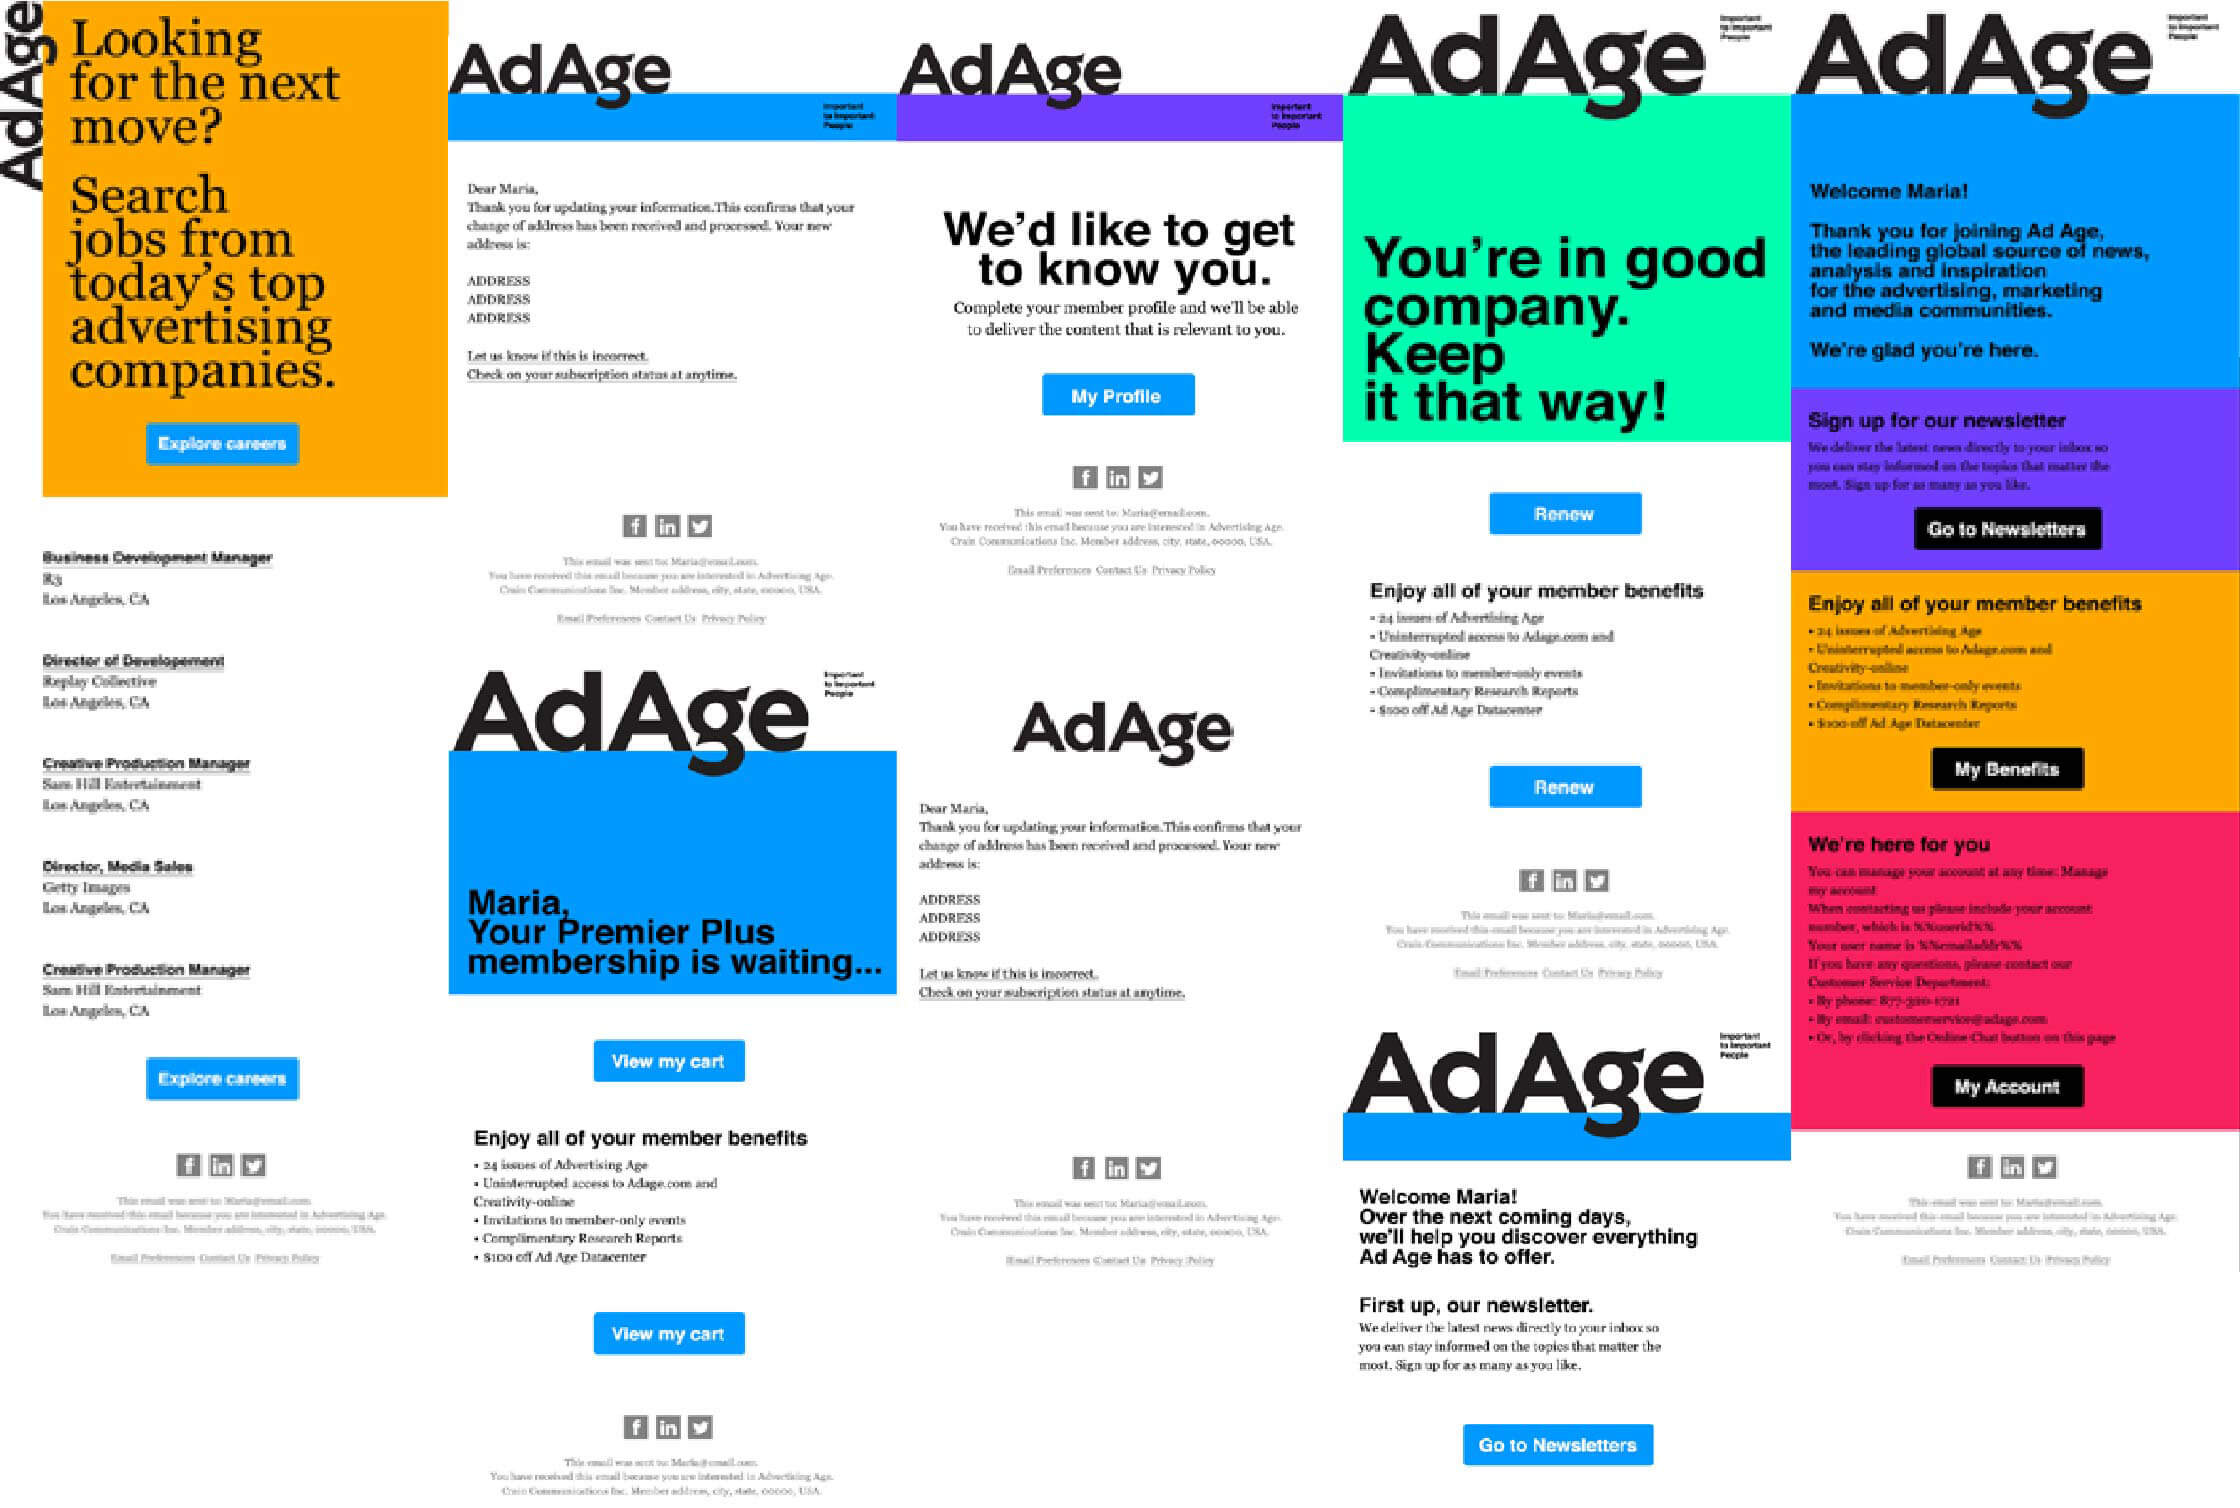 AdAge
Looking
for the next
move?
Search
jobs from
today's top
advertising
companies.
Explore careers
Business Development Manager
83
Los Angeles, CA
Director of Developement
Replay Collective
Los Angeles, CA
Creative Production Manager
Sam Hill Entertainment
Los Angeles, CA
Director, Media Sales
Getty Images
Los Angeles, CA
Creative Production Manager
Sam Hill Entertainment
Los Angeles, CA
Explore careers
f in
This email was sent to: Maria@email.com.
You have received this email because you are interested in Advertising Age.
Crain Communications Inc. Member address, city, state, 00000, USA.
Email Preferences Contact Us Privacy Policy
AdAge
Important
to Important
People
Dear Maria,
Thank you for updating your information.This confirms that your
change of address has been received and processed. Your new
address is:
ADDRESS
ADDRESS
ADDRESS
Let us know if this is incorrect.
Check on your subscription status at anytime.
f in
This email was sent to: Maria@email.com.
You have received this email because you are interested in Advertising Age.
Crain Communications Inc. Member address, city, state, 00000, USA.
Email Preferences Contact Us Privacy Policy
AdAge
Important
to Important
People
Maria,
Your Premier Plus
membership is waiting...
View my cart
Enjoy all of your member benefits
• 24 issues of Advertising Age
• Uninterrupted access to Adage.com and
Creativity-online
• Invitations to member-only events
• Complimentary Research Reports
• $100 off Ad Age Datacenter
View my cart
f in
This email was sent to: Maria@email.com.
You have received this email because you are interested in Advertising Age.
Crain Communications Inc. Member address, city, state, 00000, USA.
AdAge
Important
to Important
People
We'd like to get
to know you.
Complete your member profile and we'll be able
to deliver the content that is relevant to you.
My Profile
f in
This email was sent to: Maria@email.com.
You have received this email because you are interested in Advertising Age.
Crain Communications Inc. Member address, city, state, 00000, USA.
Email Preferences Contact Us Privacy Policy
AdAge
Dear Maria,
Thank you for updating your information.This confirms that your
change of address has been received and processed. Your new
address is:
ADDRESS
ADDRESS
ADDRESS
Let us know if this is incorrect.
Check on your subscription status at anytime.
f in
This email was sent to: Maria@email.com.
You have received this email because you are interested in Advertising Age.
Crain Communications Inc. Member address, city, state, 00000, USA.
Email Preferences Contact Us Privacy Policy
AdAge
Important
to Important
People
You're in good
company.
Keep
it that way!
Renew
Enjoy all of your member benefits
• 24 issues of Advertising Age
• Uninterrupted access to Adage.com and
Creativity-online
• Invitations to member-only events
• Complimentary Research Reports
• $100 off Ad Age Datacenter
Renew
f in
This email was sent to: Maria@email.com.
You have received this email because you are interested in Advertising Age.
Crain Communications Inc. Member address, city, state, 00000, USA.
Email Preferences Contact Us Privacy Policy
AdAge
Important
to Important
People
Welcome Maria!
Over the next coming days,
we'll help you discover everything
Ad Age has to offer.
First up, our newsletter.
We deliver the latest news directly to your inbox so
you can stay informed on the topics that matter the
most. Sign up for as many as you like.
Go to Newsletters
AdAge
Important
to Important
People
Welcome Maria!
Thank you for joining Ad Age,
the leading global source of news,
analysis and inspiration
for the advertising, marketing
and media communities.
We're glad you're here.
Sign up for our newsletter
We deliver the latest news directly to your inbox so
you can stay informed on the topics that matter the
most. Sign up for as many as you like.
Go to Newsletters
Enjoy all of your member benefits
• 24 issues of Advertising Age
• Uninterrupted access to Adage.com and
Creativity-online
• Invitations to member-only events
• Complimentary Research Reports
• $100 off Ad Age Datacenter
My Benefits
We're here for you
You can manage your account at any time: Manage
my account
When contacting us please include your account
number, which is %%userid%%
Your user name is %%emailaddr%%
If you have any questions, please contact our
Customer Service Department:
• By phone: 877-320-1721
• By email: customerservice@adage.com
• Or, by clicking the Online Chat button on this page
My Account
f in
This email was sent to: Maria@email.com.
You have received this email because you are interested in Advertising Age.
Crain Communications Inc. Member address, city, state, 00000, USA.
Email Preferences Contact Us Privacy Policy